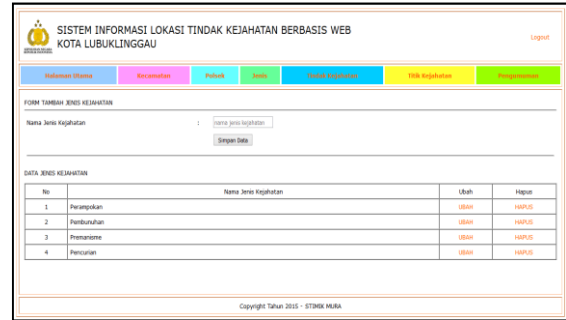 SISTEM INFORMASI LOKASI TINDAK KEJAHATAN BERBASIS WEB
KOTA LUBUKLINGGAU
Logout
Halaman Utama Kecamatan Polsek Jenis Tindak Kejahatan Titik Kejahatan Pengumuman
FORM TAMBAH JENIS KEJAHATAN
Nama Jenis Kejahatan : nama jenis kejahatan
Simpan Data
DATA JENIS KEJAHATAN
No Nama Jenis Kejahatan Ubah Hapus
1 Perampokan UBAH HAPUS
2 Pembunuhan UBAH HAPUS
3 Premanisme UBAH HAPUS
4 Pencurian UBAH HAPUS
Copyright Tahun 2015 - STIMIK MURA